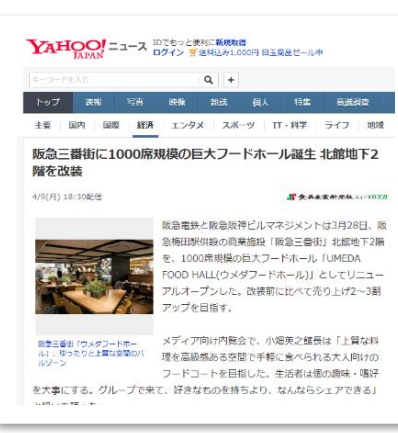 YAHOO! ニュース
JAPAN
IDでもっと便利に新規取得
ログイン 送料込み1,000円 目玉商品セール中
キーワードを入力
+
トップ 速報 写真 映像 雑誌 個人 特集 意識調査
主要 国内 国際 経済 エンタメ スポーツ IT・科学 ライフ 地域
阪急三番街に1000席規模の巨大フードホール誕生 北館地下2
階を改装
4/9(月) 18:30配信
食品産業新聞社ニュースWEB
阪急電鉄と阪急阪神ビルマネジメントは3月28日、阪
急梅田駅併設の商業施設「阪急三番街」北館地下2階
を、1000席規模の巨大フードホール「UMEDA
FOOD HALL(ウメダフードホール)」としてリニュー
アルオープンした。改装前に比べて売り上げ2~3割
アップを目指す。
阪急三番街「ウメダフードホー
ル」、ゆったりと上質な空間のバ
ルゾーン
メディア向け内覧会で、小畑英之館長は「上質な料
理を高級感ある空間で手軽に食べられる大人向けの
フードコートを目指した。生活者は個の趣味・嗜好
を大事にする。グループで来て、好きなものを持ちより、なんならシェアできる」